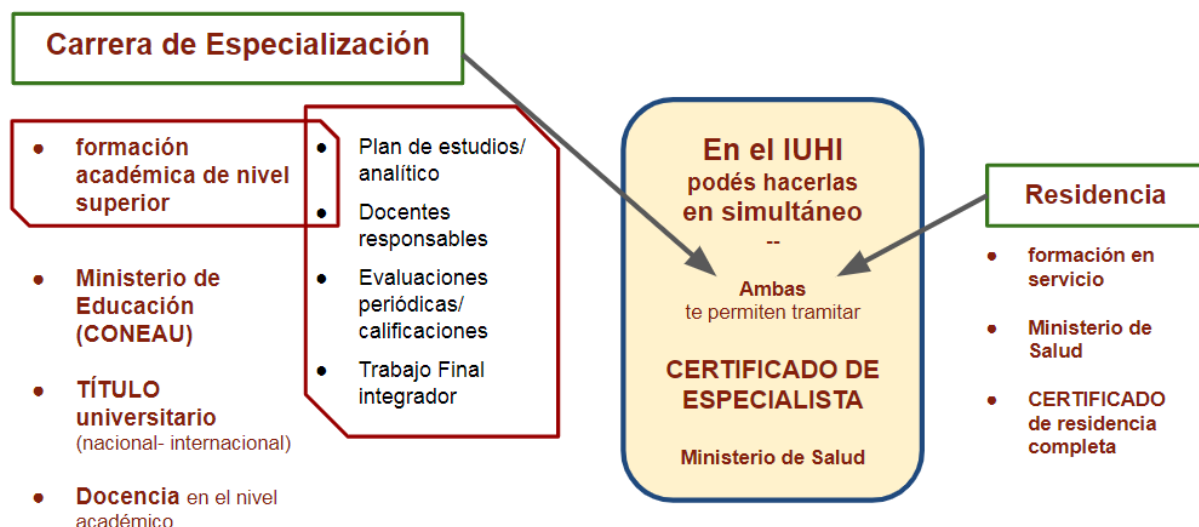 Carrera de Especialización
● formación
académica de nivel
superior
● Ministerio de
Educación
(CONEAU)
● TÍTULO
universitario
(nacional- internacional)
● Docencia en el nivel
académico
● Plan de estudios/
analítico
● Docentes
responsables
● Evaluaciones
periódicas/
calificaciones
● Trabajo Final
integrador
En el IUHI
podés hacerlas
en simultáneo
--
Ambas
te permiten tramitar
CERTIFICADO DE
ESPECIALISTA
Ministerio de Salud
Residencia
● formación en
servicio
● Ministerio de
Salud
● CERTIFICADO
de residencia
completa